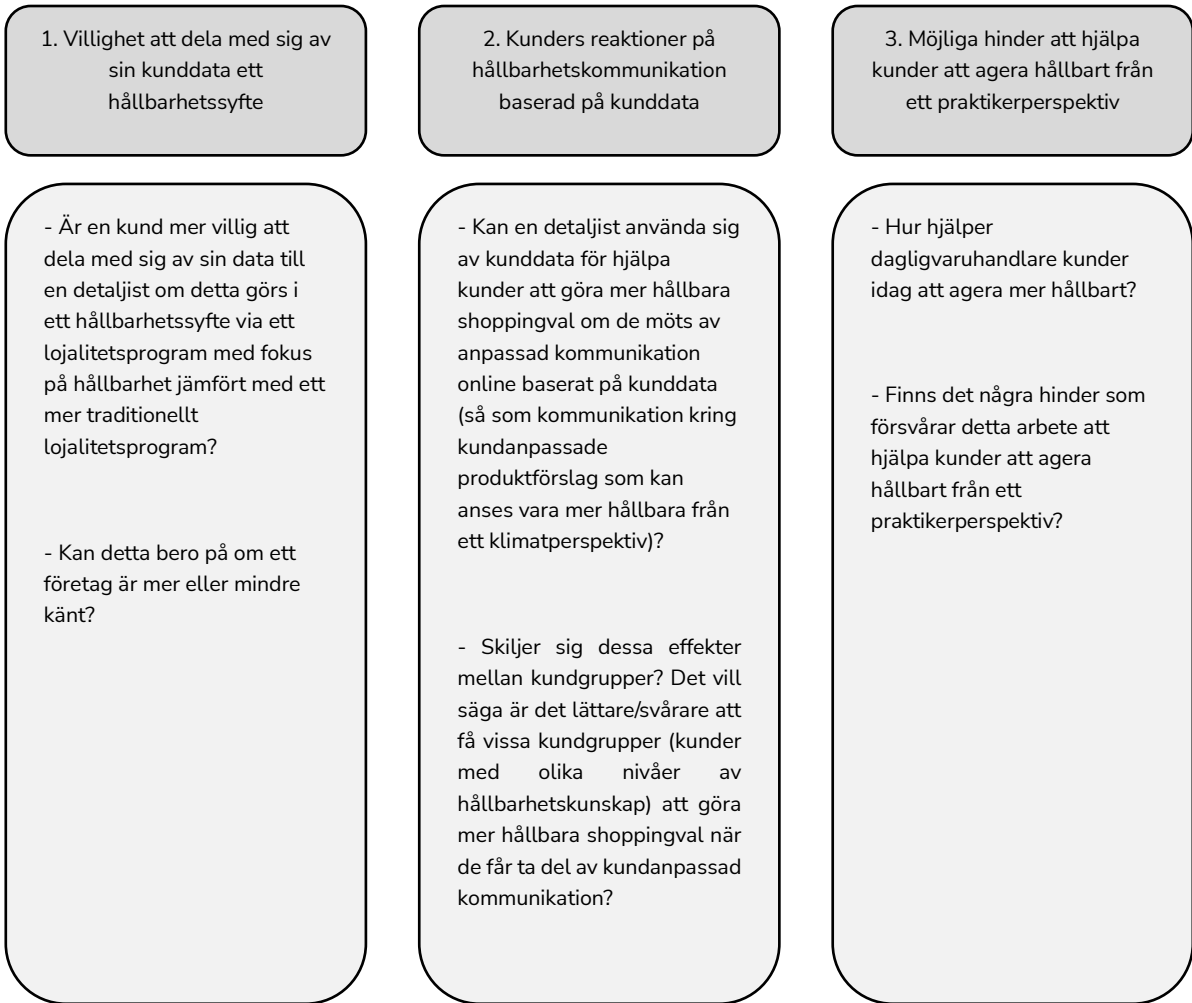 1. Villighet att dela med sig av
sin kunddata ett
hållbarhetssyfte
2. Kunders reaktioner på
hållbarhetskommunikation
baserad på kunddata
3. Möjliga hinder att hjälpa
kunder att agera hållbart från
ett praktikerperspektiv
- Är en kund mer villig att
dela med sig av sin data till
en detaljist om detta görs i
ett hållbarhetssyfte via ett
lojalitetsprogram med fokus
på hållbarhet jämfört med ett
mer traditionellt
lojalitetsprogram?
- Kan detta bero på om ett
företag är mer eller mindre
känt?
- Kan en detaljist använda sig
av kunddata för hjälpa
kunder att göra mer hållbara
shoppingval om de möts av
anpassad kommunikation
online baserat på kunddata
(så som kommunikation kring
kundanpassade
produktförslag som kan
anses vara mer hållbara från
ett klimatperspektiv)?
- Skiljer sig dessa effekter
mellan kundgrupper? Det vill
säga är det lättare/svårare att
få vissa kundgrupper (kunder
med olika nivåer av
hållbarhetskunskap) att göra
mer hållbara shoppingval när
de får ta del av kundanpassad
kommunikation?
- Hur hjälper
dagligvaruhandlare kunder
idag att agera mer hållbart?
- Finns det några hinder som
försvårar detta arbete att
hjälpa kunder att agera
hållbart från ett
praktikerperspektiv?